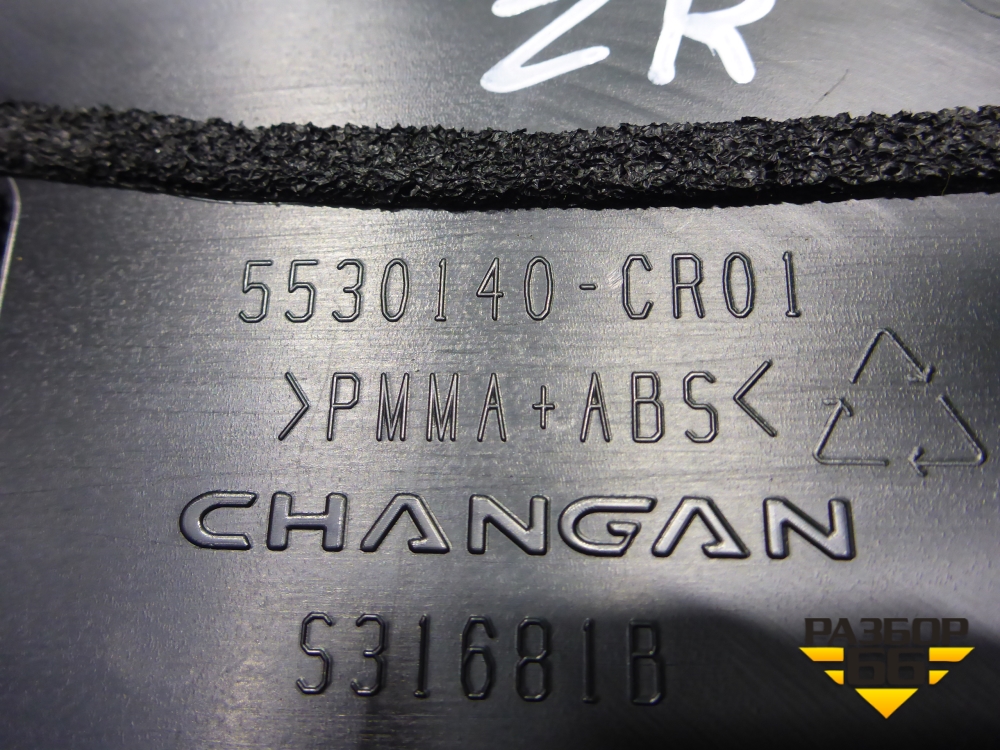 ZR
5530140-CR01
>PMMA+ABS<
CHANGAN
S31681B
РАЗБОР
66